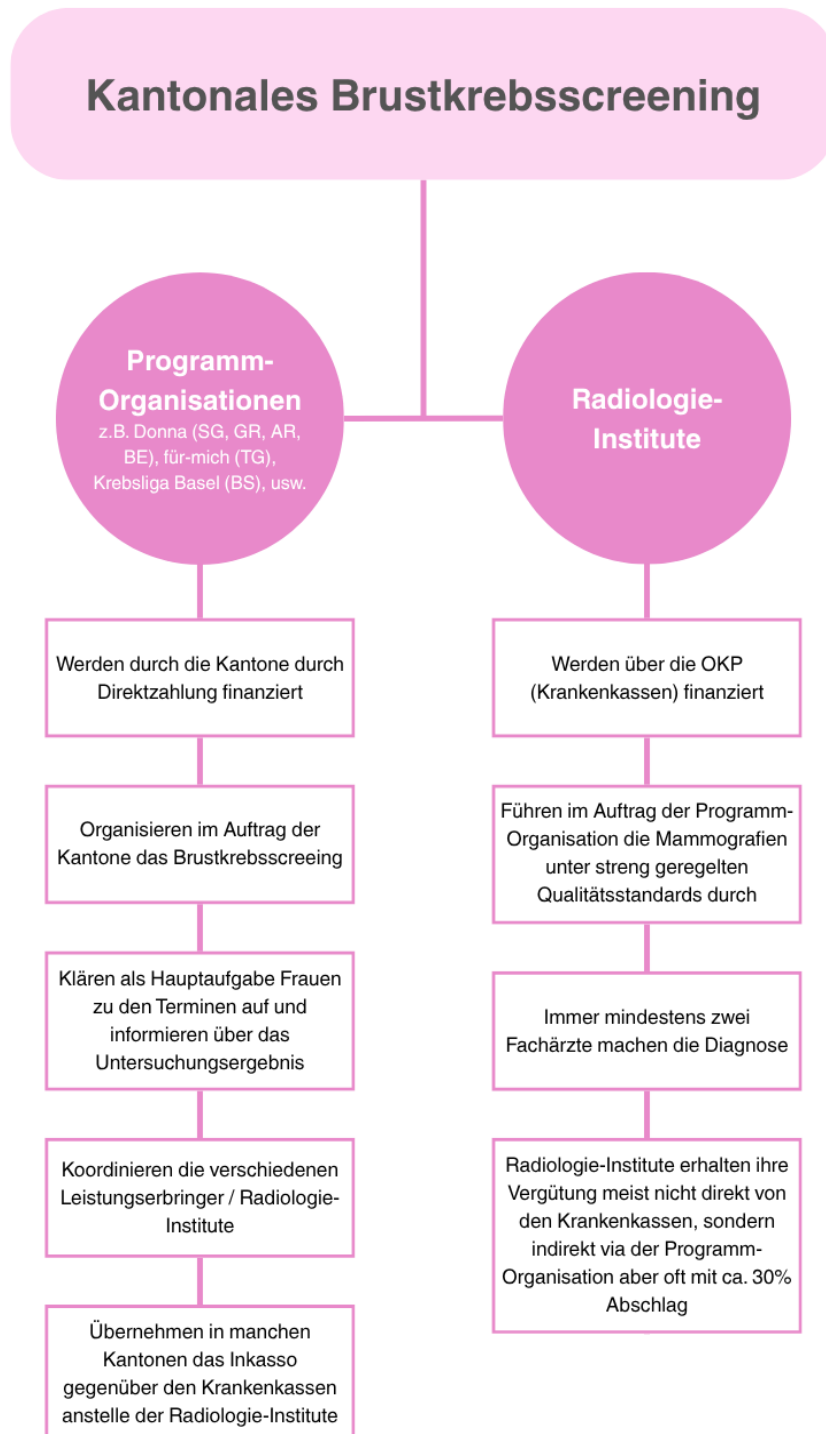 Kantonales Brustkrebsscreening
Programm-
Organisationen
z.B. Donna (SG, GR, AR,
BE), für-mich (TG),
Krebsliga Basel (BS), usw.
Werden durch die Kantone durch
Direktzahlung finanziert
Organisieren im Auftrag der
Kantone das Brustkrebsscreeing
Klären als Hauptaufgabe Frauen
zu den Terminen auf und
informieren über das
Untersuchungsergebnis
Koordinieren die verschiedenen
Leistungserbringer / Radiologie-
Institute
Übernehmen in manchen
Kantonen das Inkasso
gegenüber den Krankenkassen
anstelle der Radiologie-Institute
Radiologie-
Institute
Werden über die OKP
(Krankenkassen) finanziert
Führen im Auftrag der Programm-
Organisation die Mammografien
unter streng geregelten
Qualitätsstandards durch
Immer mindestens zwei
Fachärzte machen die Diagnose
Radiologie-Institute erhalten ihre
Vergütung meist nicht direkt von
den Krankenkassen, sondern
indirekt via der Programm-
Organisation aber oft mit ca. 30%
Abschlag